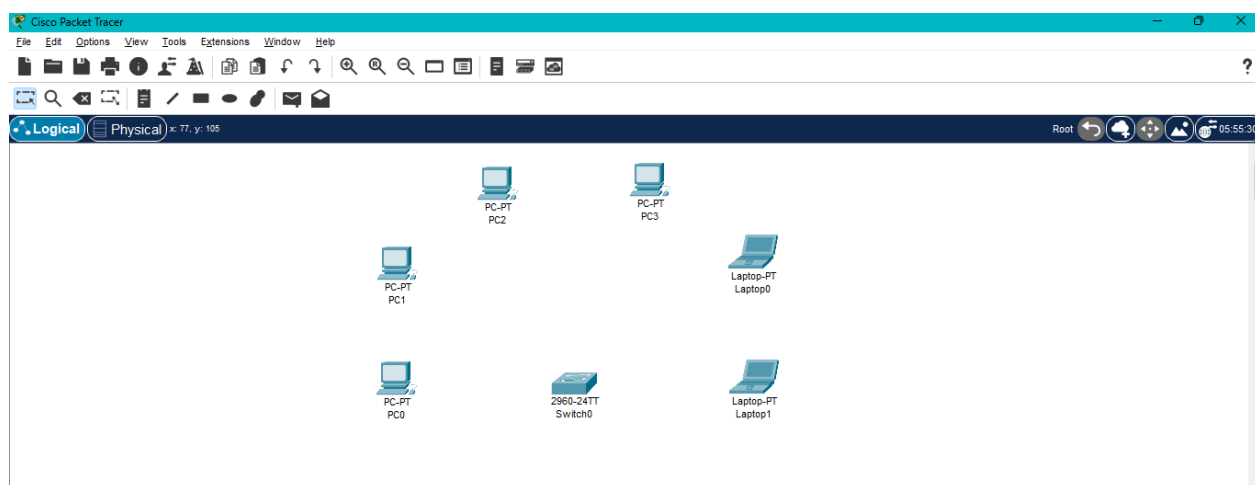 Cisco Packet Tracer
File Edit Options View Tools Extensions Window Help
?
Logical Physical x: 77, y: 105 Root 05:55:30
PC-PT
PC2
PC-PT
PC3
Laptop-PT
Laptop0
PC-PT
PC1
PC-PT
PC0
2960-24TT
Switch0
Laptop-PT
Laptop1